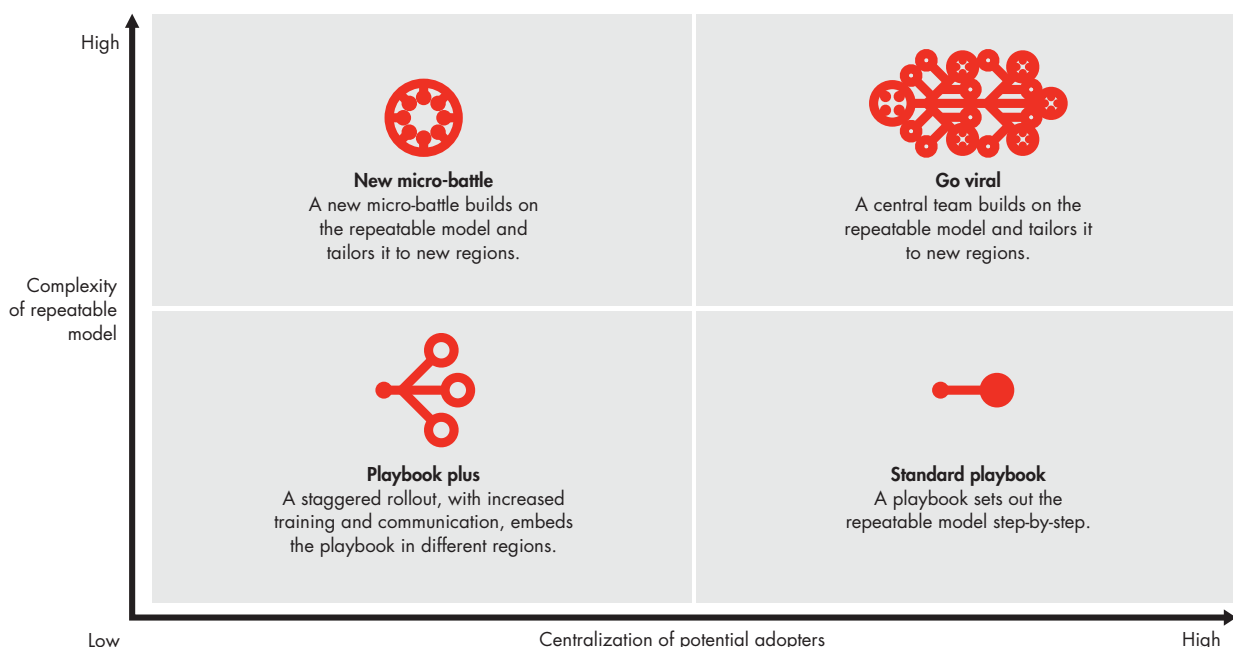 High
New micro-battle
A new micro-battle builds on
the repeatable model and
tailors it to new regions.
Go viral
A central team builds on the
repeatable model and tailors it
to new regions.
Complexity
of repeatable
model
Playbook plus
A staggered rollout, with increased
training and communication, embeds
the playbook in different regions.
Standard playbook
A playbook sets out the
repeatable model step-by-step.
Low
Centralization of potential adopters
High